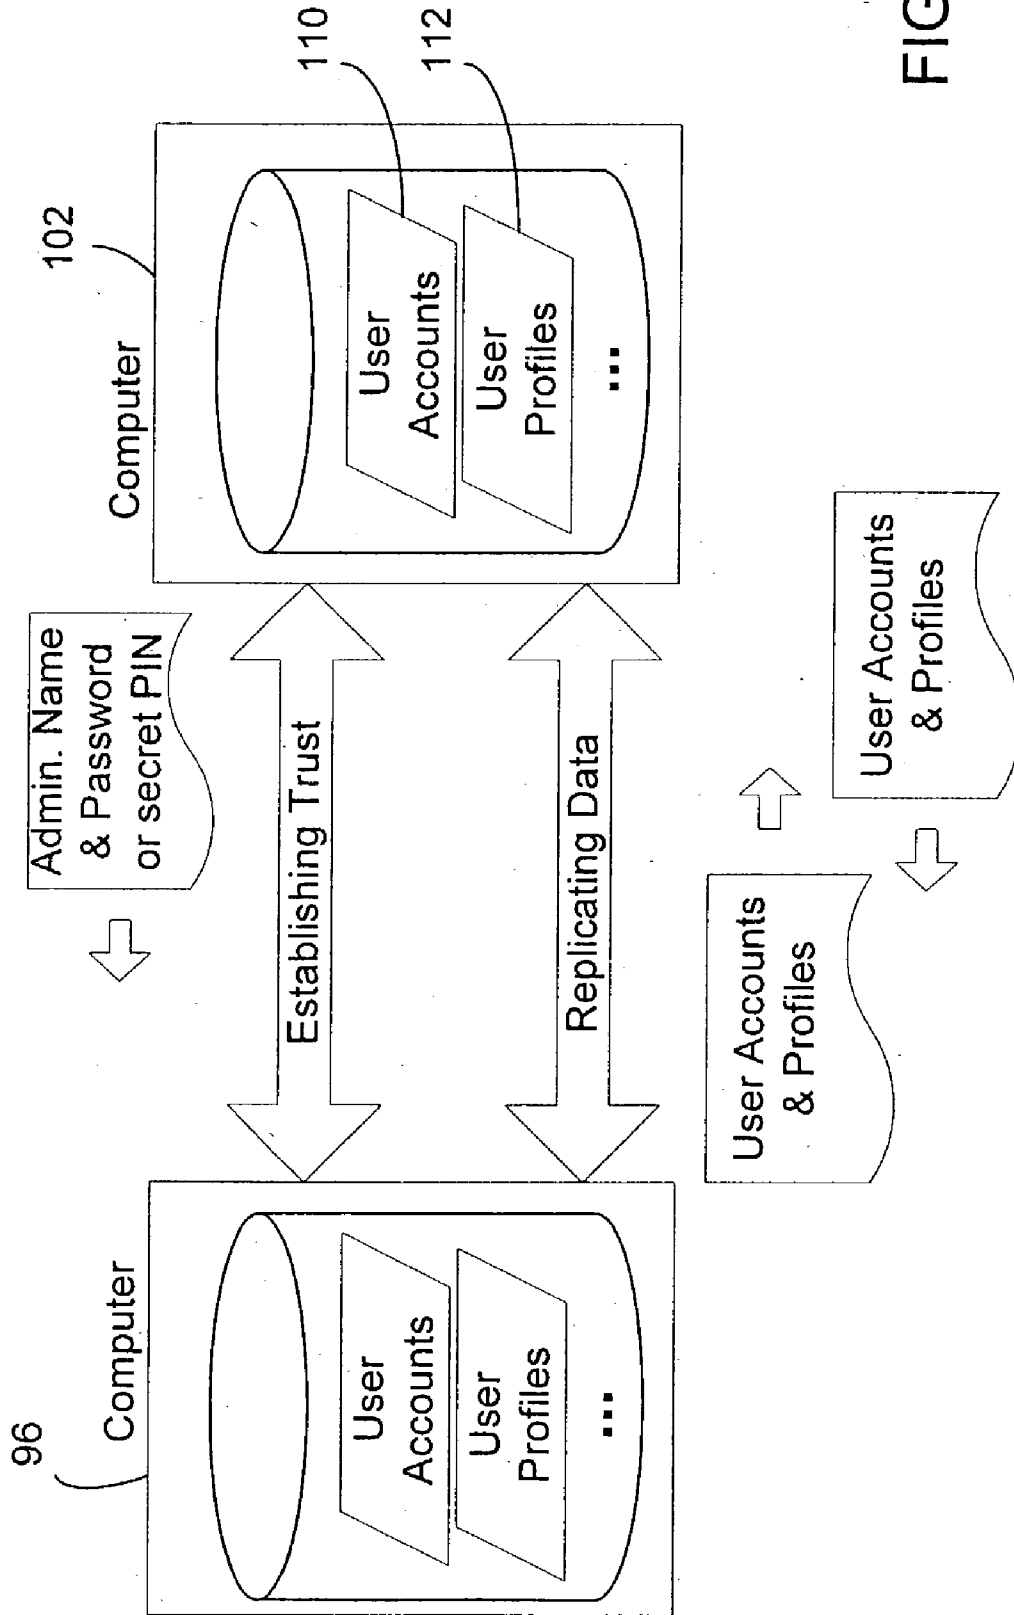 96
Computer
User
Accounts
User
Profiles
...
Admin. Name
& Password
or secret PIN
Establishing Trust
Replicating Data
User Accounts
& Profiles
User Accounts
& Profiles
102
Computer
User
Accounts
User
Profiles
...
110
112
FIG